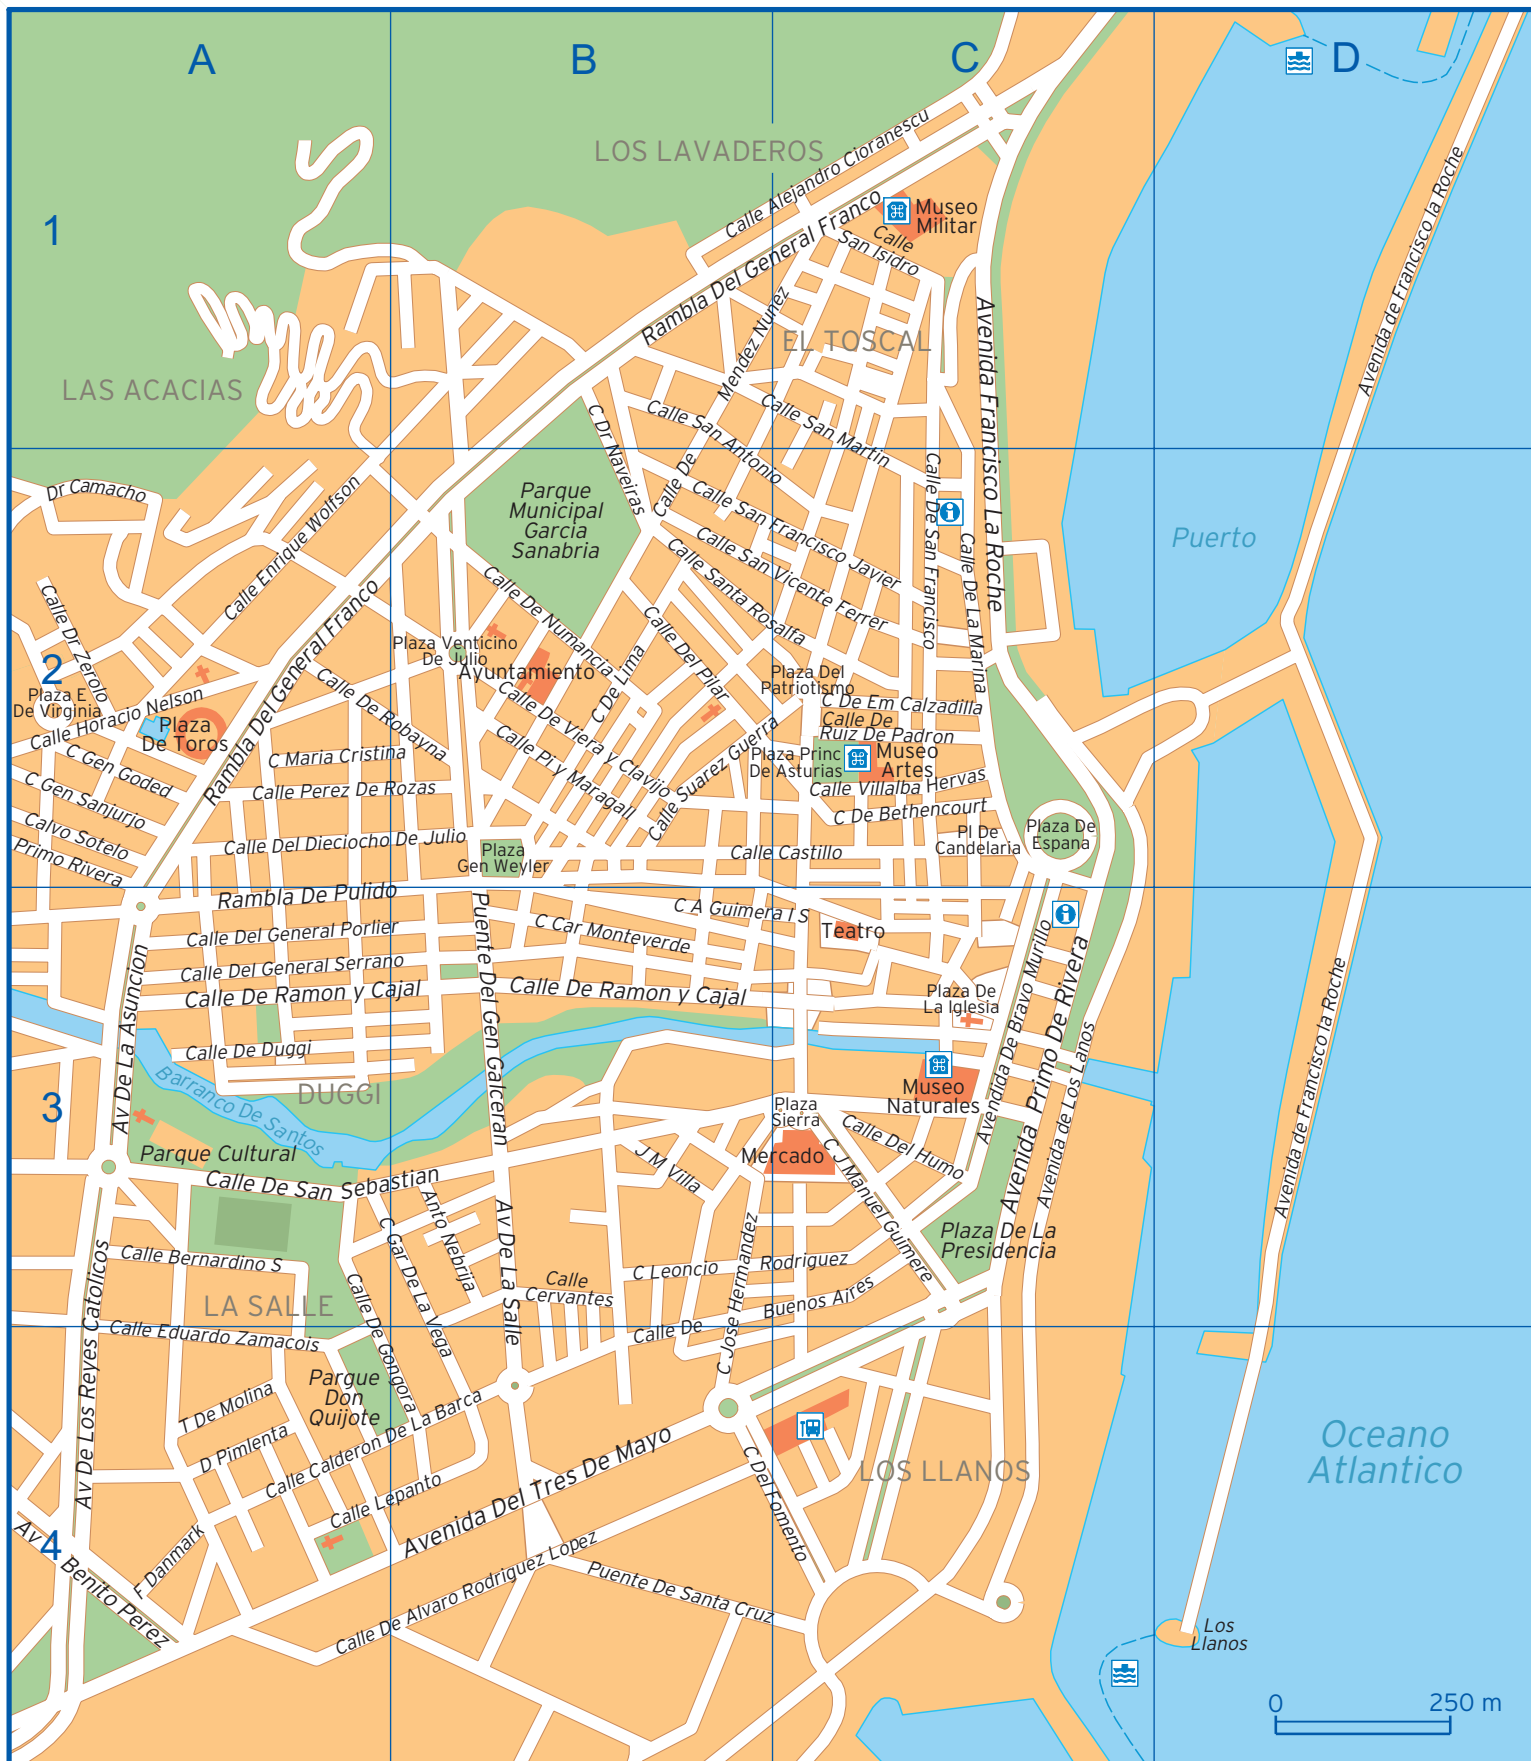 A
B
C
D
1
2
3
4
LOS LAVADEROS
Calle Alejandro Cioranescu
Rambla Del General Franco
Museo
Militar
Calle
San Isidro
Mendez Nunez
EL TOSCAL
LAS ACACIAS
Avenida Francisco La Roche
Avenida de Francisco la Roche
Calle San Martin
Calle San Antonio
C Dr Naveiras
Calle De
Dr Camacho
Calle Enrique Wolfson
Parque
Municipal
Garcia
Sanabria
Calle San Francisco Javier
Calle De San Francisco
Calle De La Marina
Calle San Vicente Ferrer
Calle Santa Rosalfa
Puerto
Calle De Numancia
Calle Del Pilar
C De Lima
Rambla Del General Franco
Calle Dr Zerolo
Plaza Venticino
De Julio
Ayuntamiento
Plaza Del
Patriotismo
C De Em Calzadilla
Calle De
Ruiz De Padron
Plaza E
De Virginia
Calle Horacio Nelson
Plaza
De Toros
Calle De Robayna
Calle De Viera y Clavijo
Calle Pi y Maragall
Calle Suarez Guerra
Plaza Princ
De Asturias
Museo
Artes
Calle Villalba Hervas
C De Bethencourt
C Gen Goded
C Gen Sanjurjo
Calvo Sotelo
Primo Rivera
C Maria Cristina
Calle Perez De Rozas
Calle Del Dieciocho De Julio
Plaza
Gen Weyler
Calle Castillo
Pl De
Candelaria
Plaza De
Espana
Rambla De Pulido
C A Guimera I S
Teatro
C Car Monteverde
Calle Del General Porlier
Calle Del General Serrano
Calle De Ramon y Cajal
Calle De Ramon y Cajal
Puente Del Gen Galceran
Av De La Asuncion
Plaza De
La Iglesia
Avendida De Bravo Murillo
Avenida Primo De Rivera
Avenida de Los Llanos
Avenida de Francisco la Roche
Calle De Duggi
DUGGI
Barranco De Santos
Museo
Naturales
Plaza
Sierra
Mercado
Calle Del Humo
C J Manuel Guimere
J M Villa
Parque Cultural
Calle De San Sebastian
Anto Nebrija
C Gar De La Vega
Av De La Salle
C Jose Hernandez
Plaza De La
Presidencia
Calle Bernardino S
Av De Los Reyes Catolicos
LA SALLE
Calle
Cervantes
C Leoncio
Rodriguez
Calle De
Buenos Aires
Calle Eduardo Zamacois
Calle De Gongora
Parque
Don
Quijote
T De Molina
D Pimlenta
Calle Calderon De La Barca
Calle Lepanto
Avenida Del Tres De Mayo
C Del Fomento
LOS LLANOS
Oceano
Atlantico
Av Benito Perez
F Danmark
Calle De Alvaro Rodriguez Lopez
Puente De Santa Cruz
Los
Llanos
0 250 m